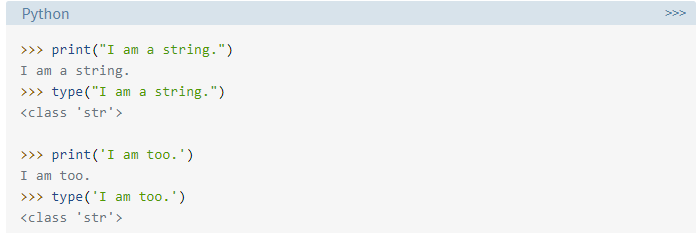 Python >>>
>>> print("I am a string.")
I am a string.
>>> type("I am a string.")
<class 'str'>
>>> print('I am too.')
I am too.
>>> type('I am too.')
<class 'str'>